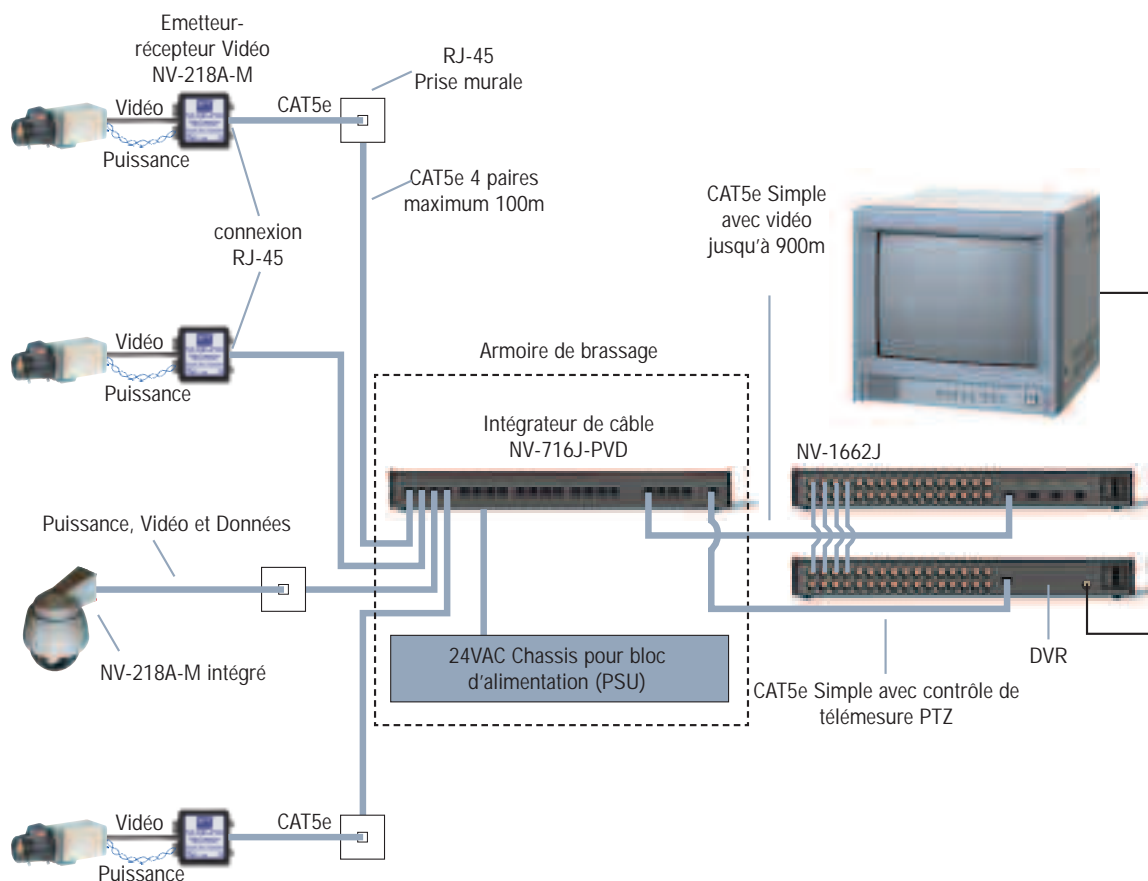 Emetteur-
récepteur Vidéo
NV-218A-M
RJ-45
Prise murale
Vidéo
CAT5e
Puissance
CAT5e 4 paires
maximum 100m
CAT5e Simple
avec vidéo
jusqu'à 900m
connexion
RJ-45
Vidéo
Puissance
Armoire de brassage
Intégrateur de câble
NV-716J-PVD
NV-1662J
Puissance, Vidéo et Données
NV-218A-M intégré
24VAC Chassis pour bloc
d'alimentation (PSU)
DVR
CAT5e Simple avec contrôle de
télémesure PTZ
Vidéo
CAT5e
Puissance